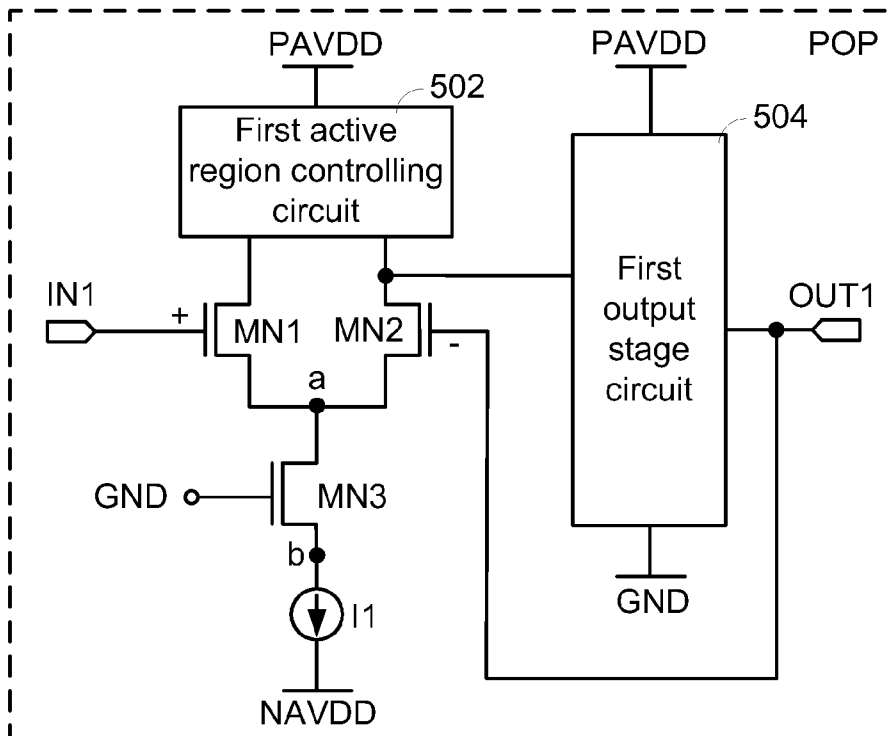 PAVDD
PAVDD
POP
502
504
First active
region controlling
circuit
IN1
+
MN1
MN2
-
First
output
stage
circuit
OUT1
a
GND
MN3
b
I1
GND
NAVDD